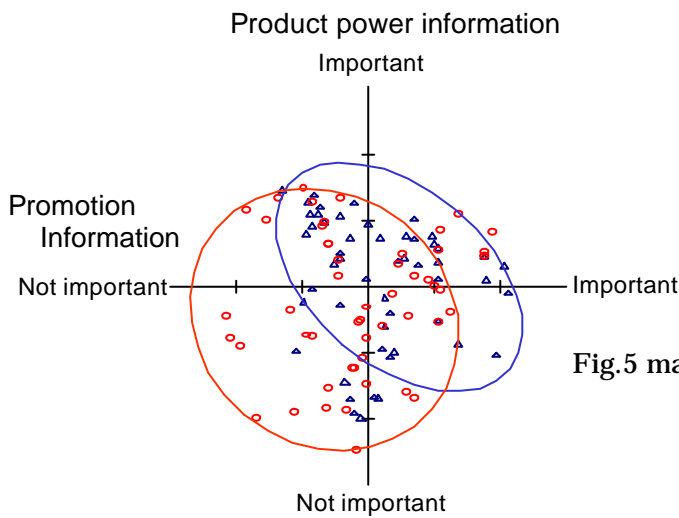 Product power information
Important
Promotion
Information
Not important
Important
Fig.5 ma
Not important